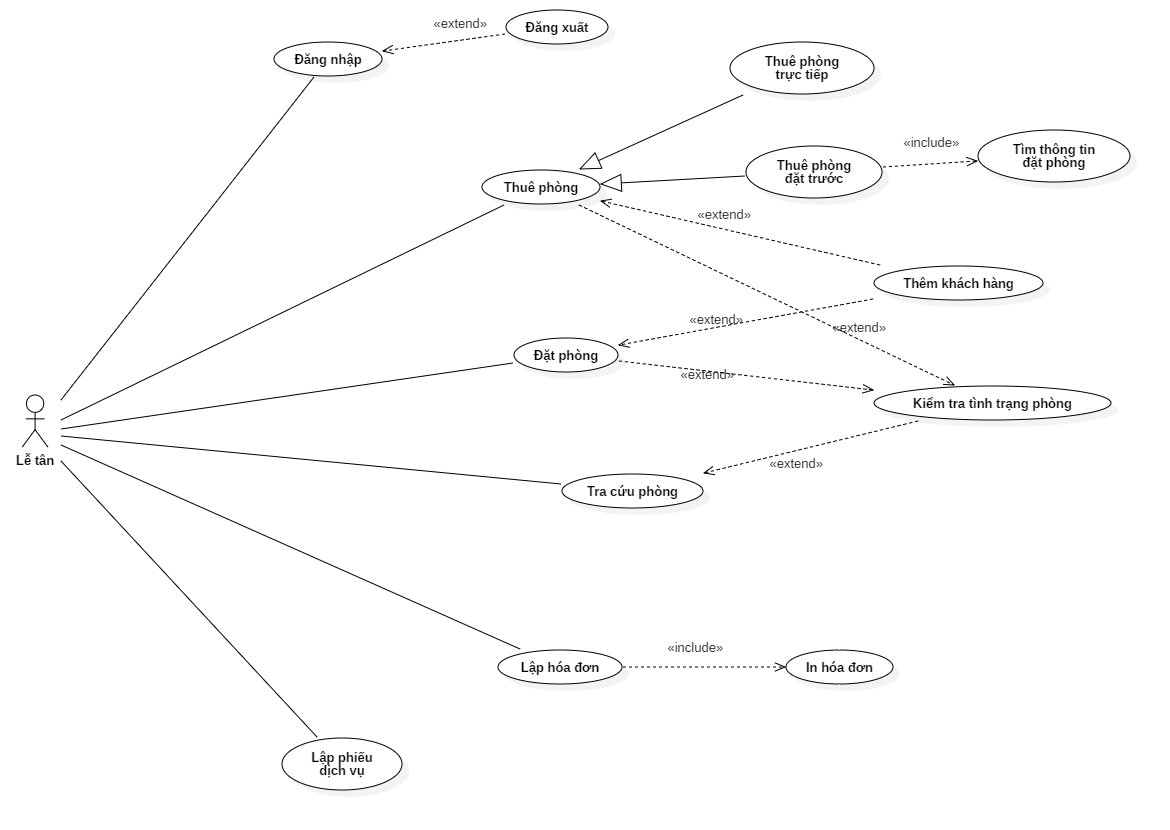 «extend»
Đăng xuất
Đăng nhập
Thuê phòng
trực tiếp
«include»
Tìm thông tin
đặt phòng
Thuê phòng
đặt trước
Thuê phòng
«extend»
Thêm khách hàng
«extend»
«extend»
Đặt phòng
«extend»
Kiểm tra tình trạng phòng
Lễ tân
«extend»
Tra cứu phòng
«include»
Lập hóa đơn
In hóa đơn
Lập phiếu
dịch vụ